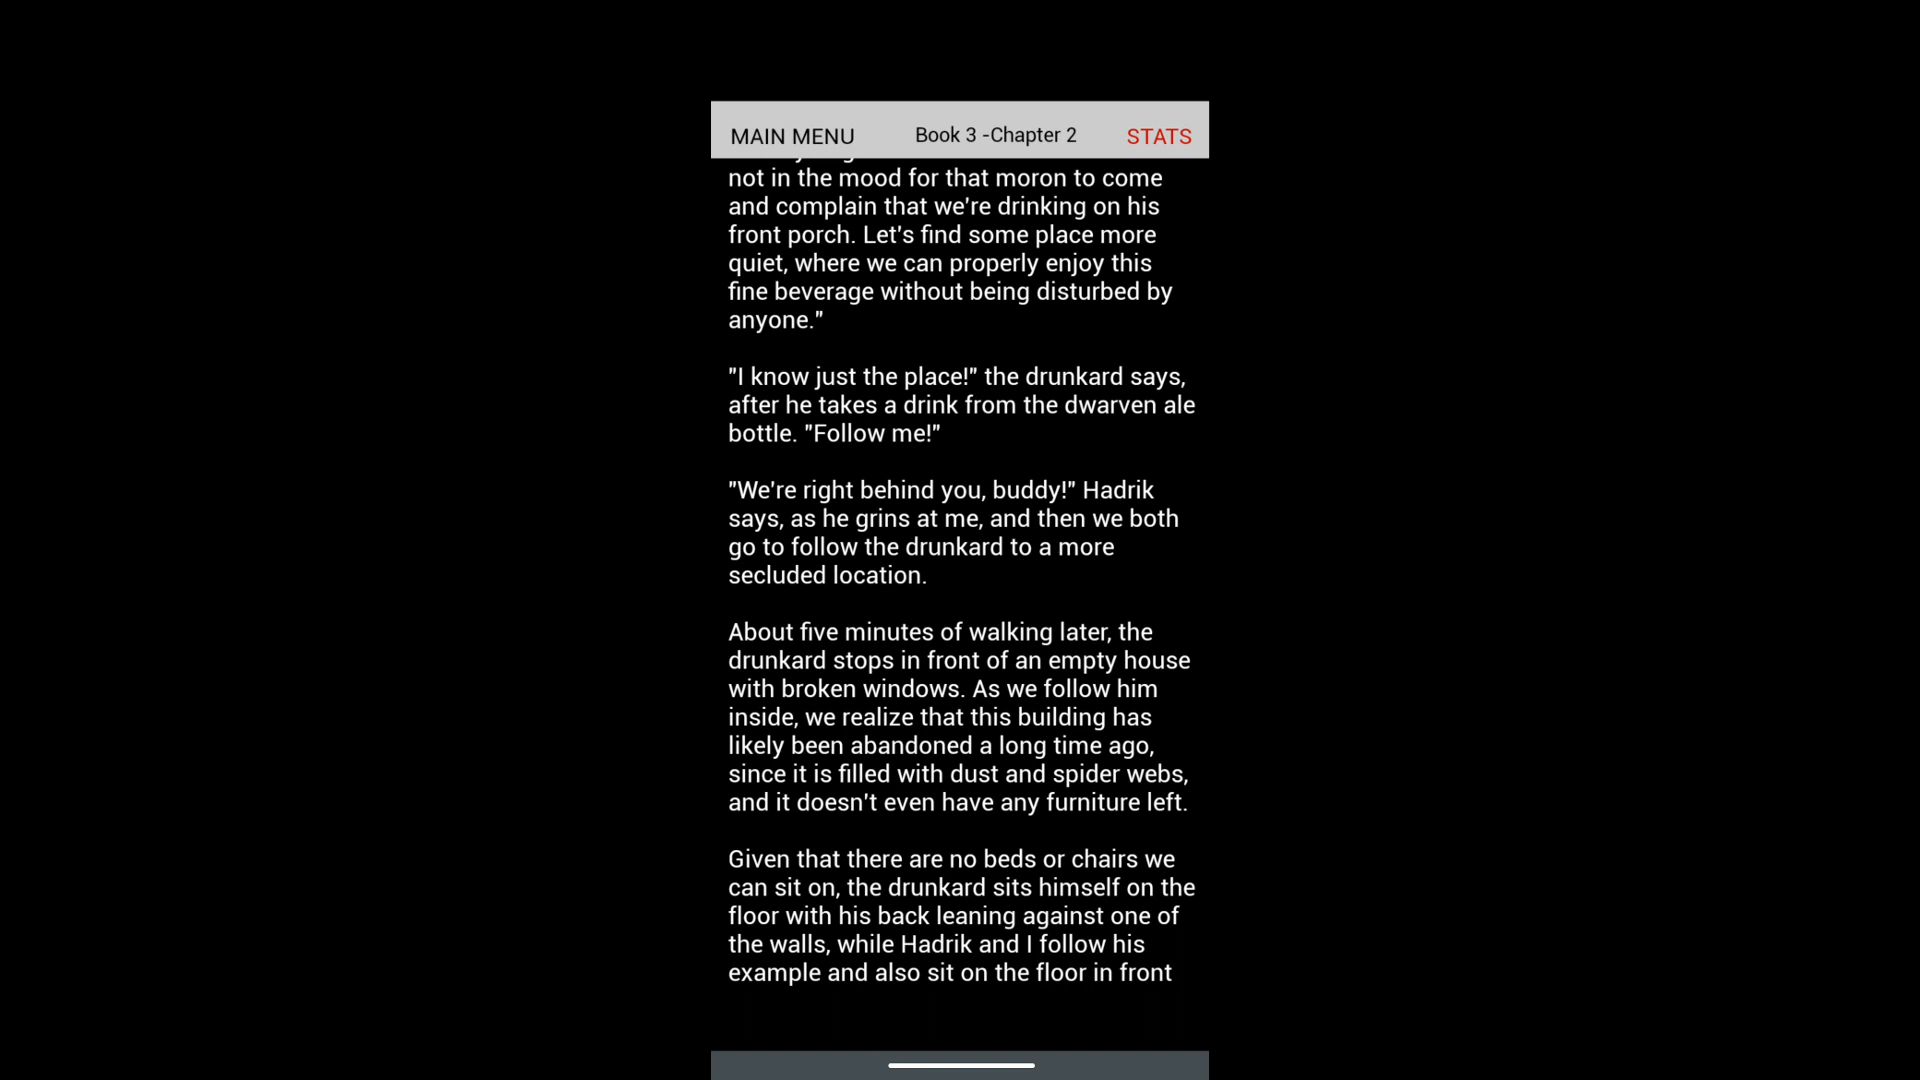 MAIN MENU
Book 3 -Chapter 2
STATS
not in the mood for that moron to come
and complain that we're drinking on his
front porch. Let's find some place more
quiet, where we can properly enjoy this
fine beverage without being disturbed by
anyone."
"I know just the place!" the drunkard says,
after he takes a drink from the dwarven ale
bottle. "Follow me!"
"We're right behind you, buddy!" Hadrik
says, as he grins at me, and then we both
go to follow the drunkard to a more
secluded location.
About five minutes of walking later, the
drunkard stops in front of an empty house
with broken windows. As we follow him
inside, we realize that this building has
likely been abandoned a long time ago,
since it is filled with dust and spider webs,
and it doesn't even have any furniture left.
Given that there are no beds or chairs we
can sit on, the drunkard sits himself on the
floor with his back leaning against one of
the walls, while Hadrik and I follow his
example and also sit on the floor in front